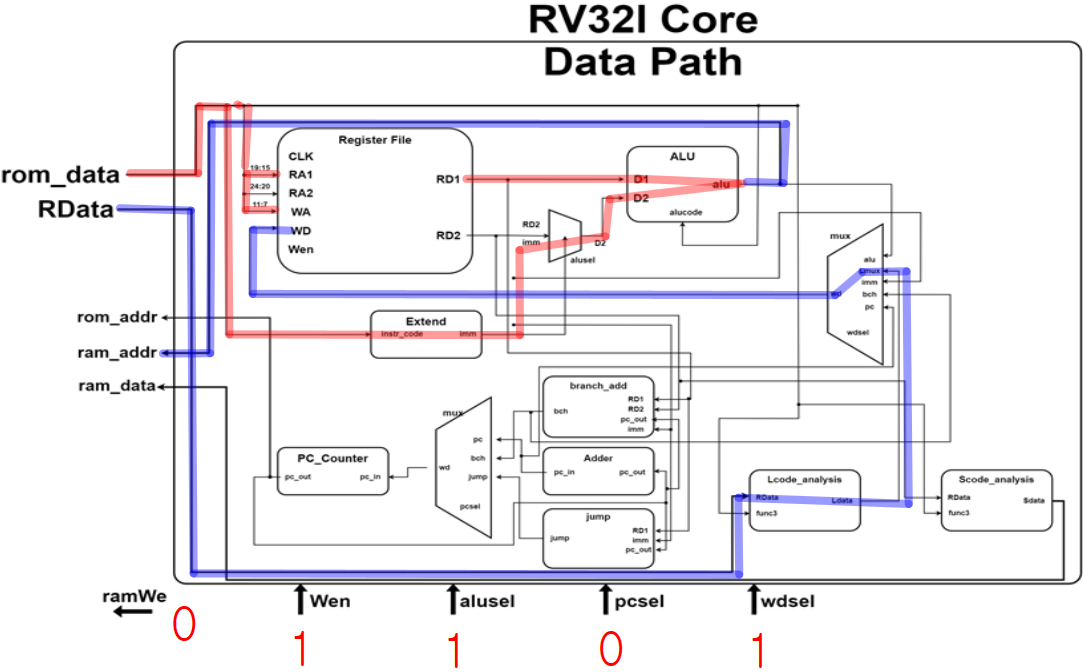 RV32I Core
Data Path
rom_data
RData
Register File
CLK
19:15
RA1
24:20
RA2
11:7
WA
WD
Wen
RD1
RD2
ALU
D1
D2
alu
alucode
RD2
imm
D2
alusel
mux
alu
Lmux
imm
bch
pc
wd
wdsel
rom_addr
ram_addr
ram_data
Extend
instr_code
imm
branch_add
RD1
RD2
pc_out
imm
bch
mux
pc
bch
wd
jump
pcsel
PC_Counter
pc_out
pc_in
Adder
pc_in
pc_out
jump
RD1
imm
pc_out
jump
Lcode_analysis
RData
Ldata
func3
Scode_analysis
RData
Sdata
func3
ramWe
Wen
alusel
pcsel
wdsel
0
1
1
0
1